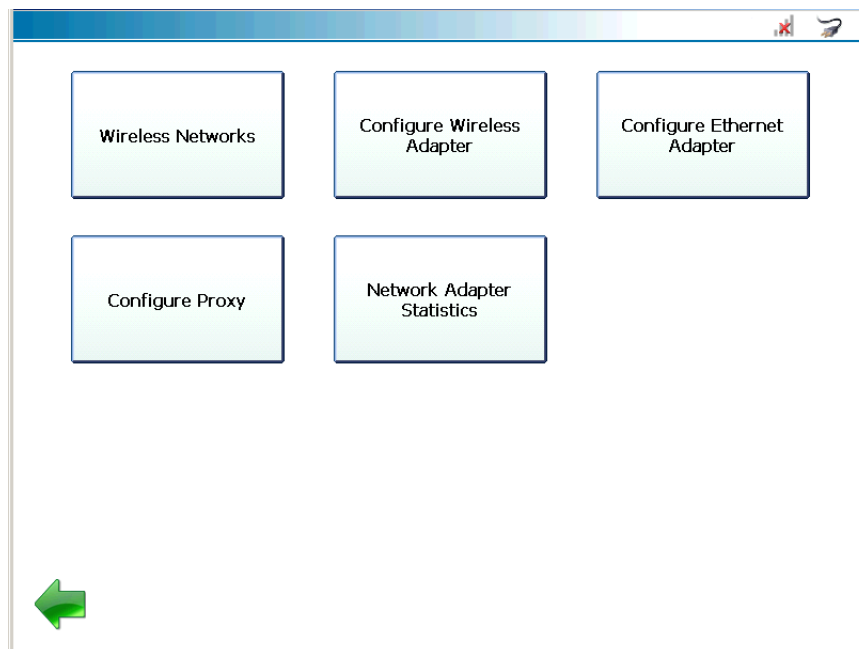 Wireless Networks
Configure Wireless
Adapter
Configure Ethernet
Adapter
Configure Proxy
Network Adapter
Statistics